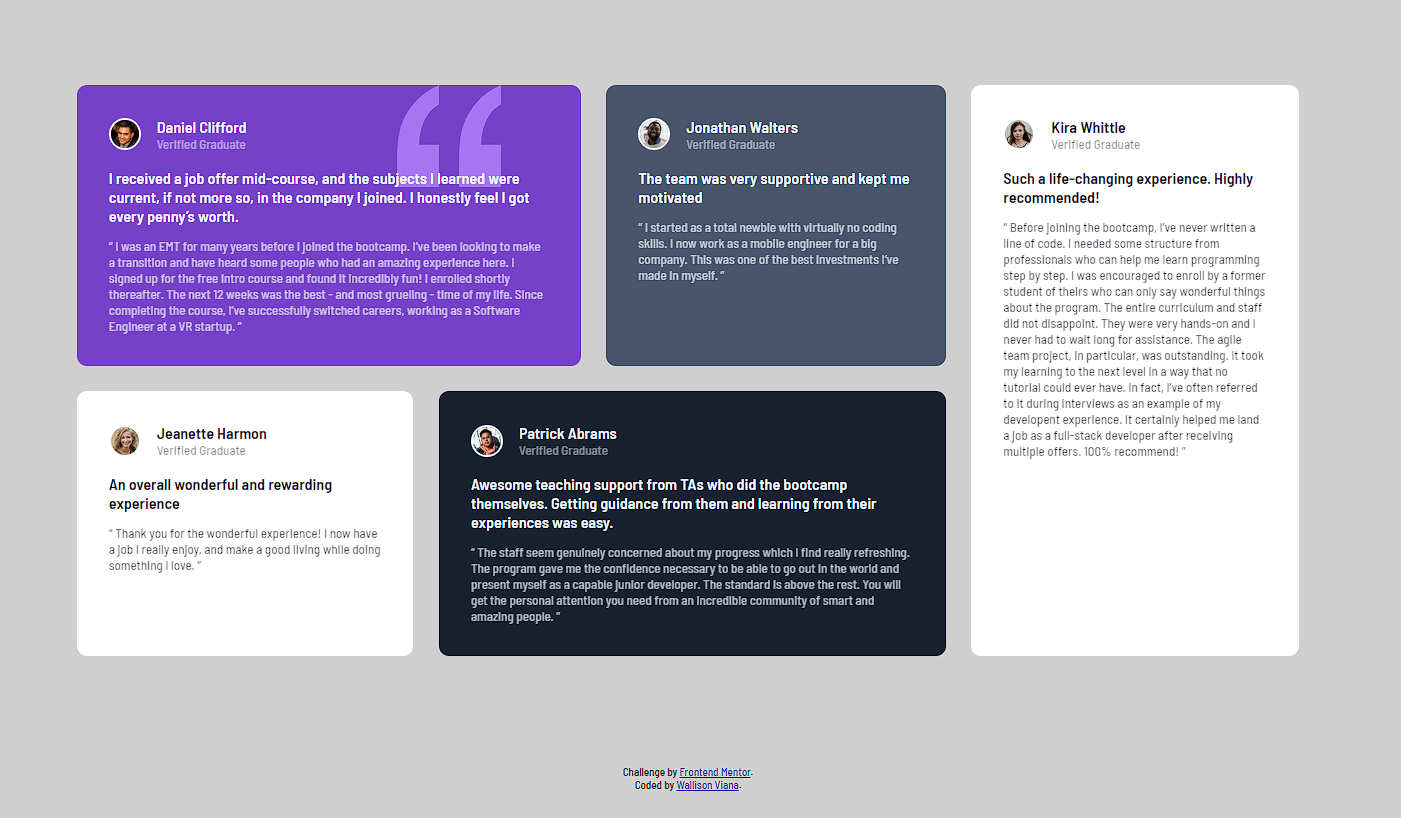 Daniel Clifford
Verified Graduate
I received a job offer mid-course, and the subjects I learned were
current, if not more so, in the company I joined. I honestly feel I got
every penny’s worth.
“ I was an EMT for many years before I joined the bootcamp. I’ve been looking to make
a transition and have heard some people who had an amazing experience here. I
signed up for the free intro course and found it incredibly fun! I enrolled shortly
thereafter. The next 12 weeks was the best - and most grueling - time of my life. Since
completing the course, I’ve successfully switched careers, working as a Software
Engineer at a VR startup. ”
Jonathan Walters
Verified Graduate
The team was very supportive and kept me
motivated
“ I started as a total newbie with virtually no coding
skills. I now work as a mobile engineer for a big
company. This was one of the best investments I’ve
made in myself. ”
Kira Whittle
Verified Graduate
Such a life-changing experience. Highly
recommended!
“ Before joining the bootcamp, I’ve never written a
line of code. I needed some structure from
professionals who can help me learn programming
step by step. I was encouraged to enroll by a former
student of theirs who can only say wonderful things
about the program. The entire curriculum and staff
did not disappoint. They were very hands-on and I
never had to wait long for assistance. The agile
team project, in particular, was outstanding. It took
my learning to the next level in a way that no
tutorial could ever have. In fact, I’ve often referred
to it during interviews as an example of my
developent experience. It certainly helped me land
a job as a full-stack developer after receiving
multiple offers. 100% recommend! ”
Jeanette Harmon
Verified Graduate
An overall wonderful and rewarding
experience
“ Thank you for the wonderful experience! I now have
a job I really enjoy, and make a good living while doing
something I love. ”
Patrick Abrams
Verified Graduate
Awesome teaching support from TAs who did the bootcamp
themselves. Getting guidance from them and learning from their
experiences was easy.
“ The staff seem genuinely concerned about my progress which I find really refreshing.
The program gave me the confidence necessary to be able to go out in the world and
present myself as a capable junior developer. The standard is above the rest. You will
get the personal attention you need from an incredible community of smart and
amazing people. ”
Challenge by Frontend Mentor.
Coded by Wallison Viana.